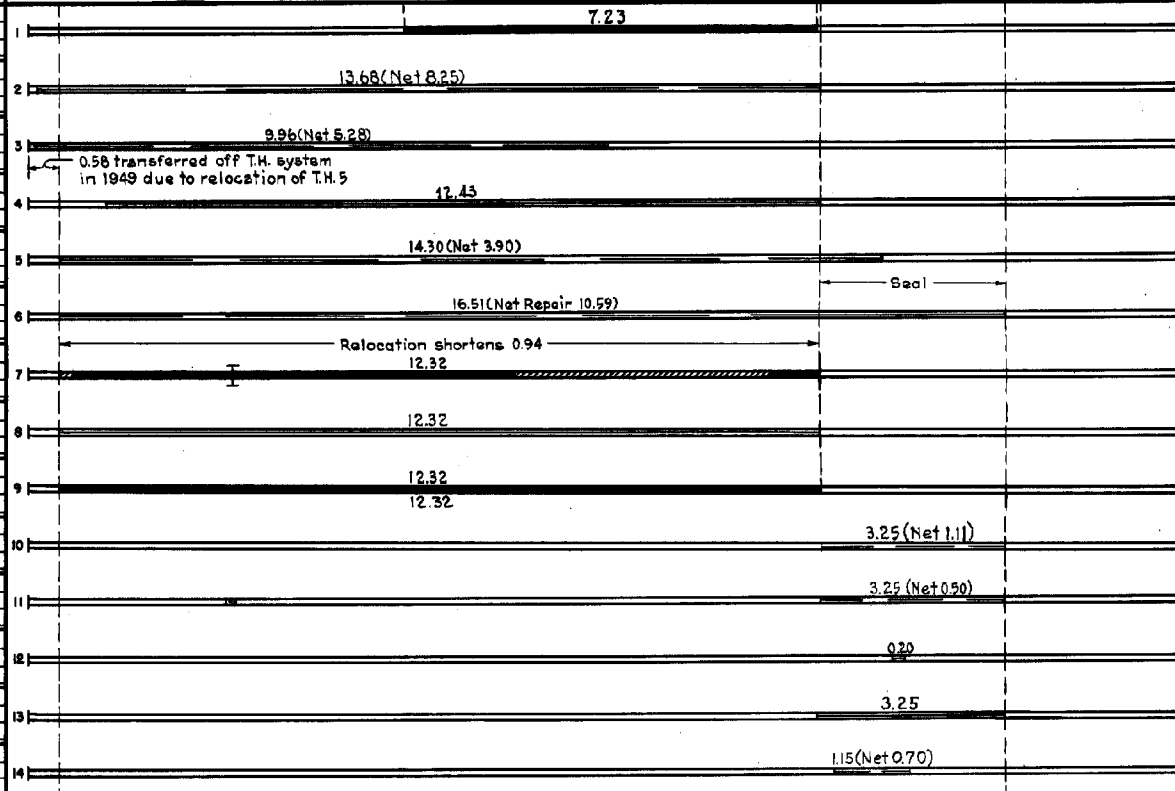 7.23
1
13.68(Net 8.25)
2
9.96(Net 5.28)
3
0.58 transferred off T.H. system
in 1949 due to relocation of T.H. 5
12.43
4
14.30(Net 3.90)
5
Seal
16.51(Net Repair 10.59)
6
Relocation shortens 0.94
12.32
7
12.32
8
12.32
9
12.32
3.25(Net 1.11)
10
3.25 (Net 0.50)
11
0.20
12
3.25
13
1.15(Net 0.70)
14